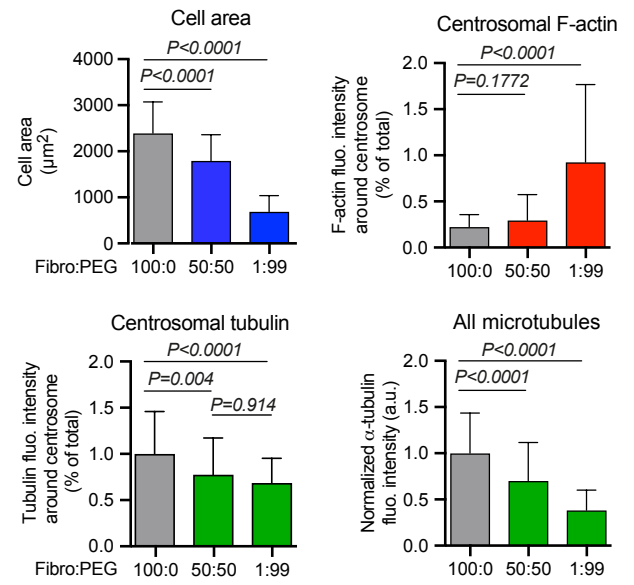 Cell area
P<0.0001
P<0.0001
Cell area
(µm²)
4000
3000
2000
1000
0
Fibro:PEG 100:0 50:50 1:99
Centrosomal F-actin
P<0.0001
P=0.1772
F-actin fluo. intensity
around centrosome
(% of total)
2.0
1.5
1.0
0.5
0.0
100:0 50:50 1:99
Centrosomal tubulin
P<0.0001
P=0.004
P=0.914
Tubulin fluo. intensity
around centrosome
(% of total)
2.0
1.5
1.0
0.5
0.0
Fibro:PEG 100:0 50:50 1:99
All microtubules
P<0.0001
P<0.0001
Normalized α-tubulin
fluo. intensity (a.u.)
2.0
1.5
1.0
0.5
0.0
100:0 50:50 1:99